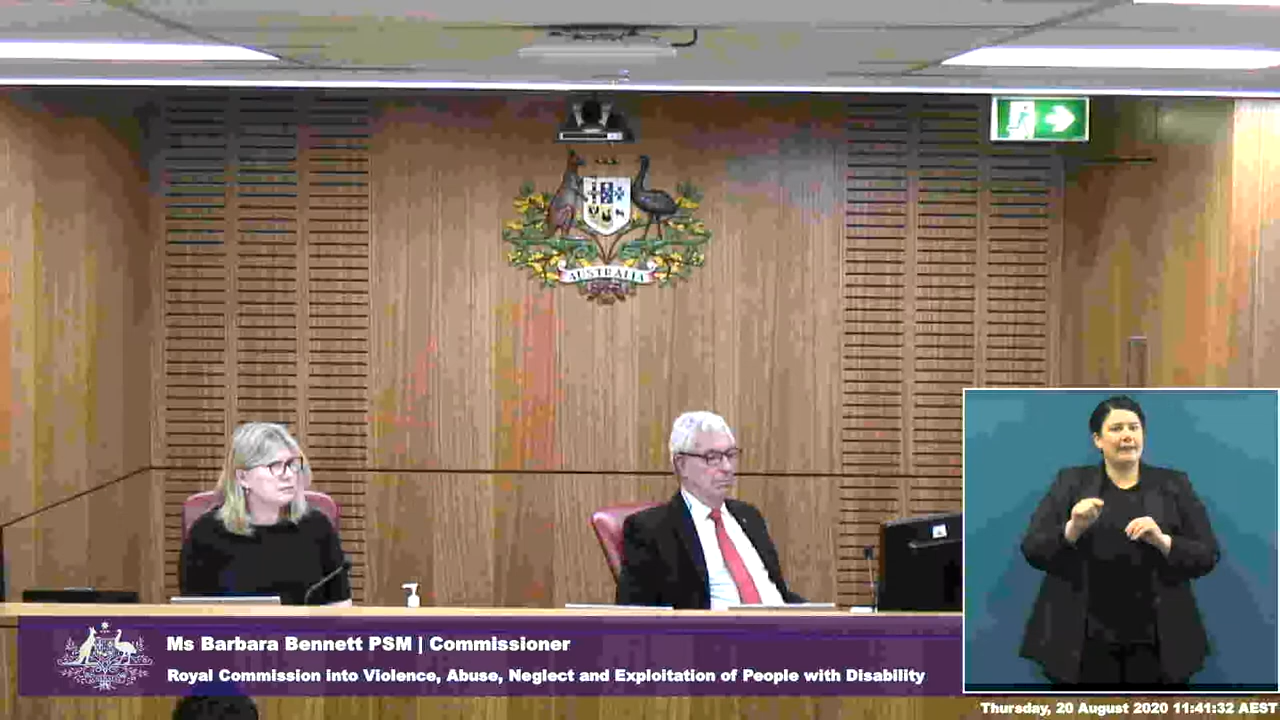 AUSTRALIA
Ms Barbara Bennett PSM | Commissioner
Royal Commission into Violence, Abuse, Neglect and Exploitation of People with Disability
Thursday, 20 August 2020 11:41:32 AEST